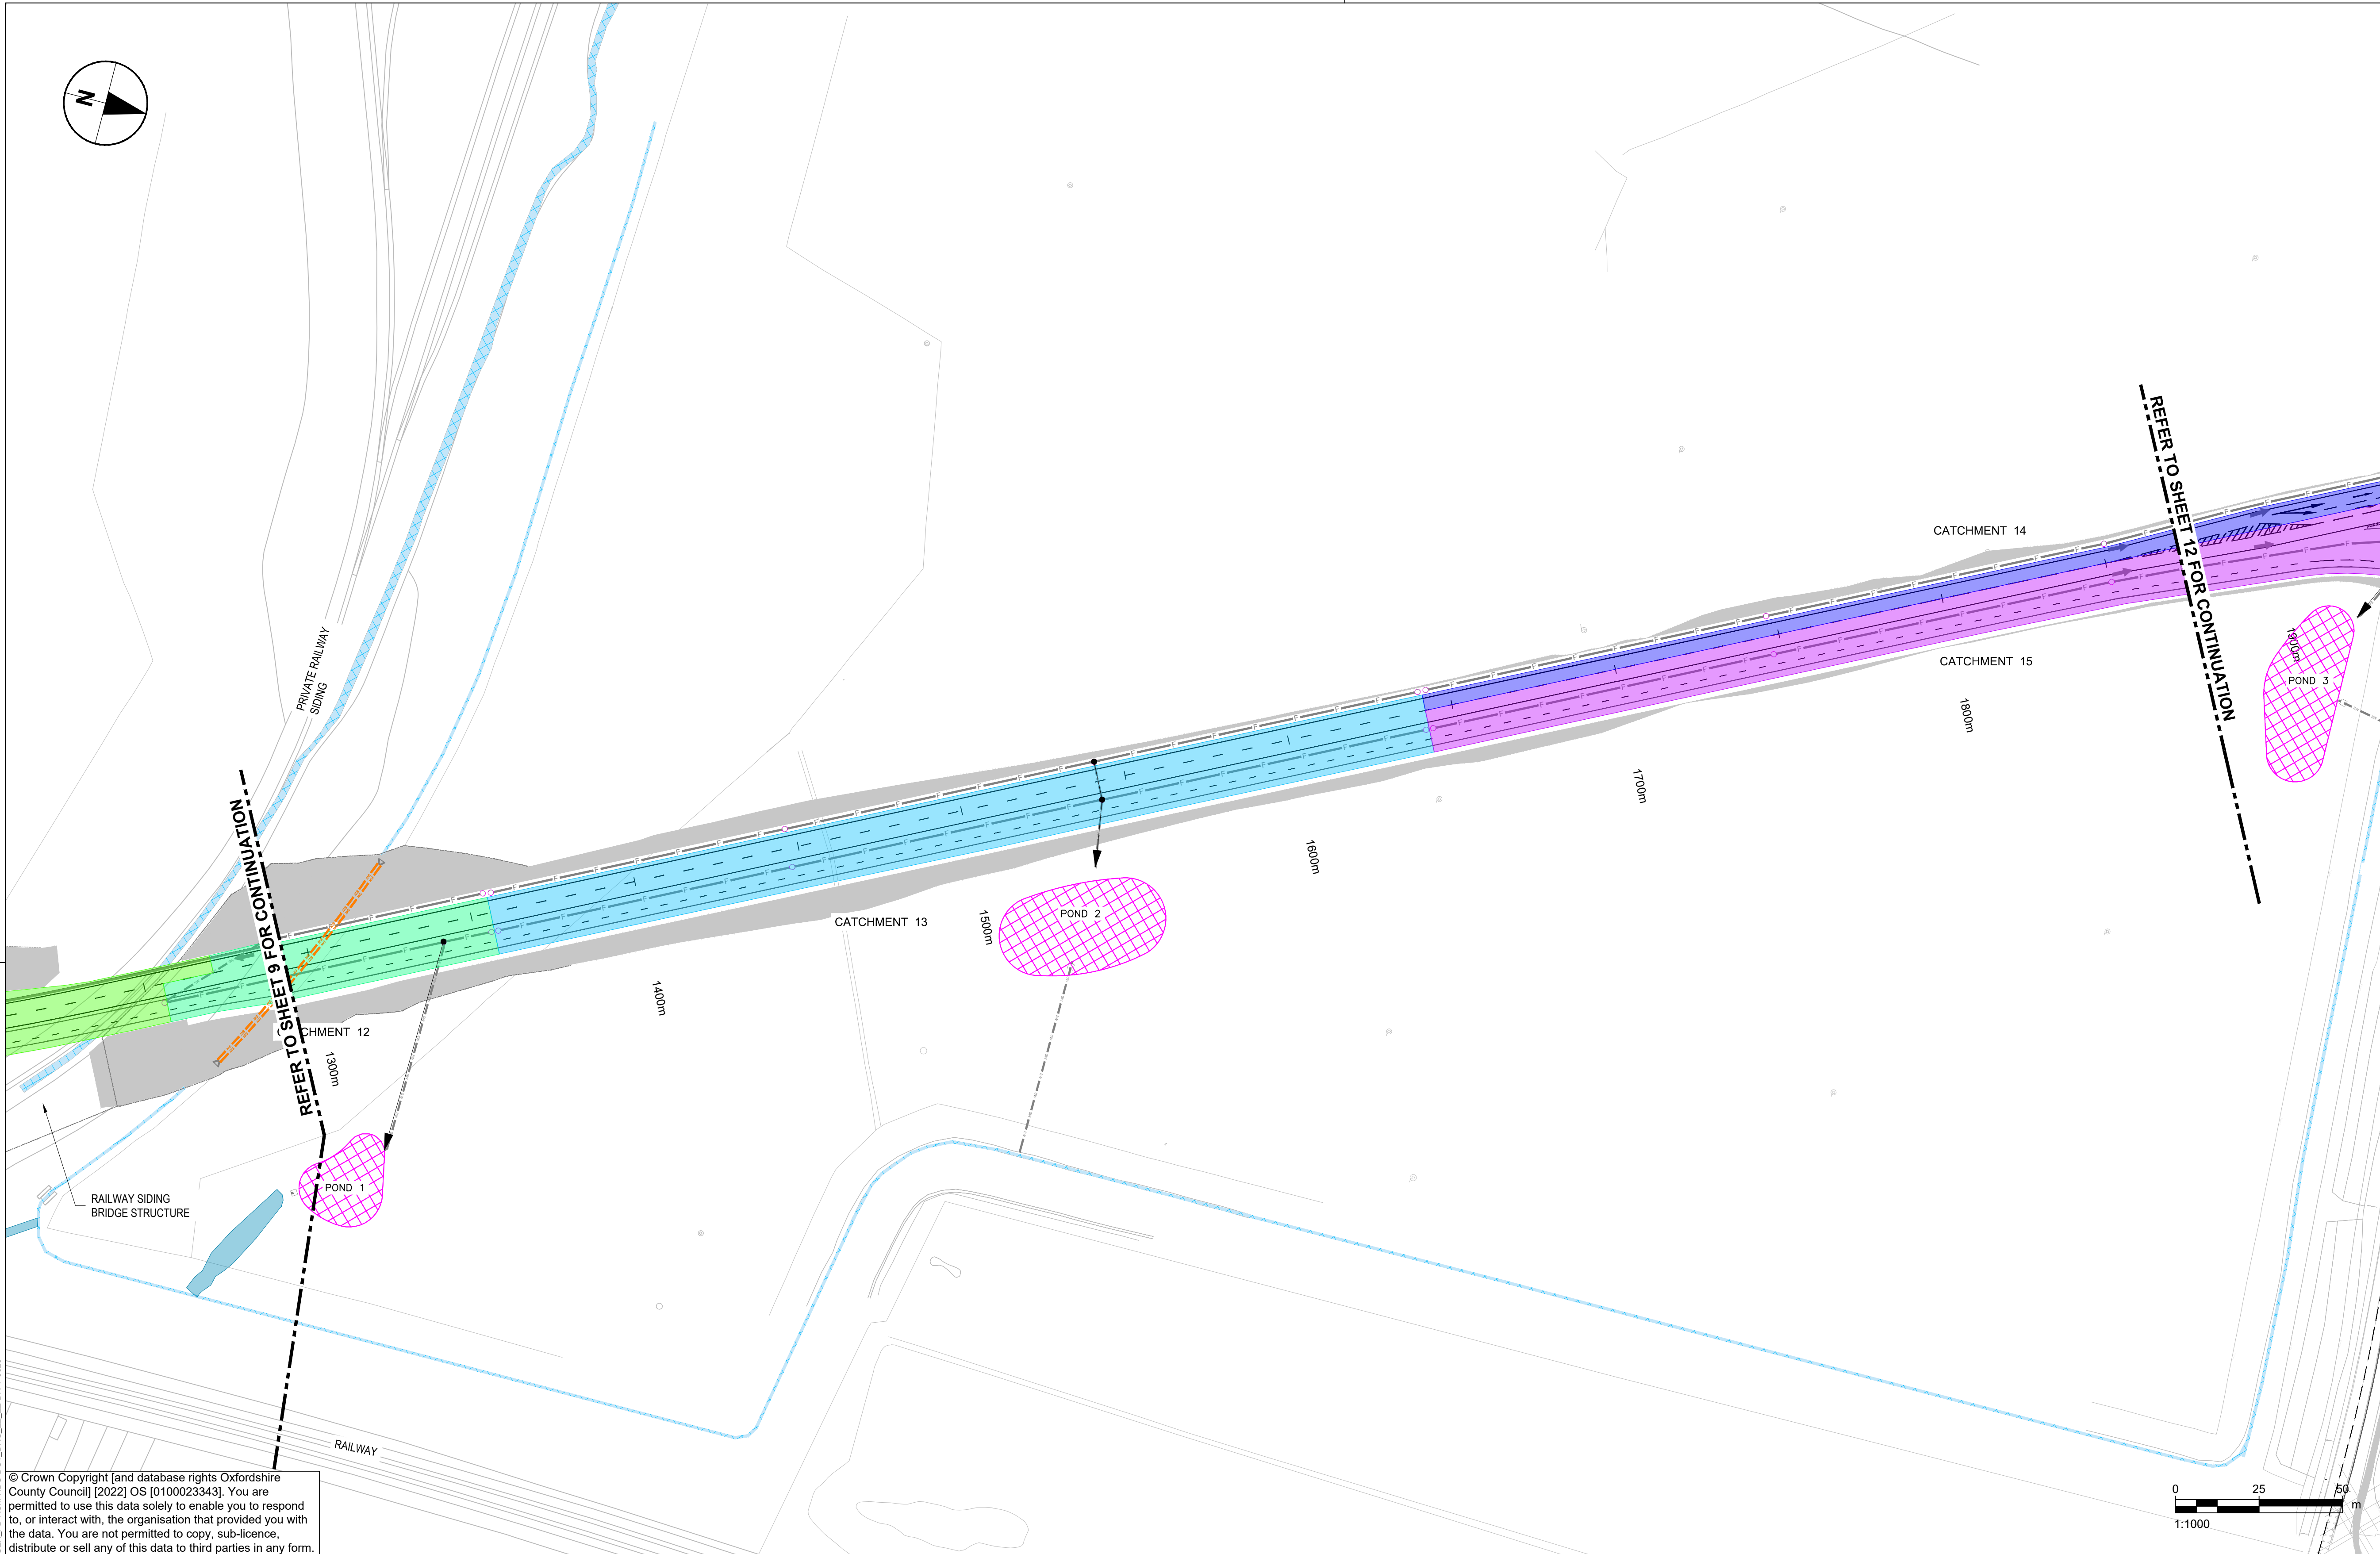 N
PRIVATE RAILWAY
SIDING
REFER TO SHEET 9 FOR CONTINUATION
REFER TO SHEET 12 FOR CONTINUATION
CATCHMENT 14
CATCHMENT 15
CATCHMENT 13
CHMENT 12
1300m
1400m
1500m
1600m
1700m
1800m
1900m
POND 1
POND 2
POND 3
RAILWAY SIDING
BRIDGE STRUCTURE
RAILWAY
© Crown Copyright [and database rights Oxfordshire
County Council] [2022] OS [0100023343]. You are
permitted to use this data solely to enable you to respond
to, or interact with, the organisation that provided you with
the data. You are not permitted to copy, sub-licence,
distribute or sell any of this data to third parties in any form.
0 25 50 m
1:1000